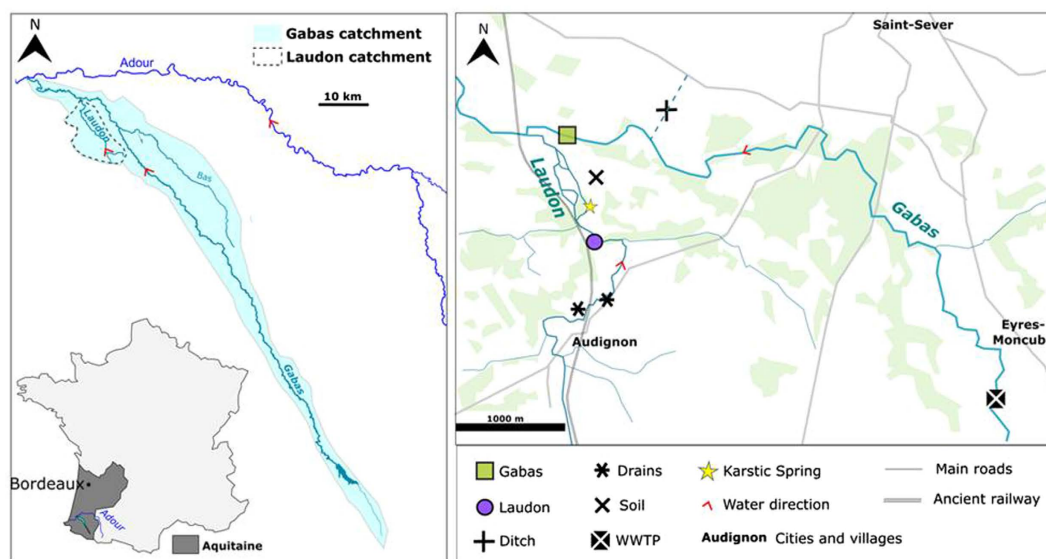 N
Gabas catchment
Laudon catchment
Adour
10 km
Laudon
Bas
Gabas
Bordeaux
Adour
Aquitaine
N
Saint-Sever
Laudon
Gabas
Eyres-
Moncub
Audignon
1000 m
Gabas
Drains
Karstic Spring
Main roads
Laudon
Soil
Water direction
Ancient railway
Ditch
WWTP
Audignon Cities and villages